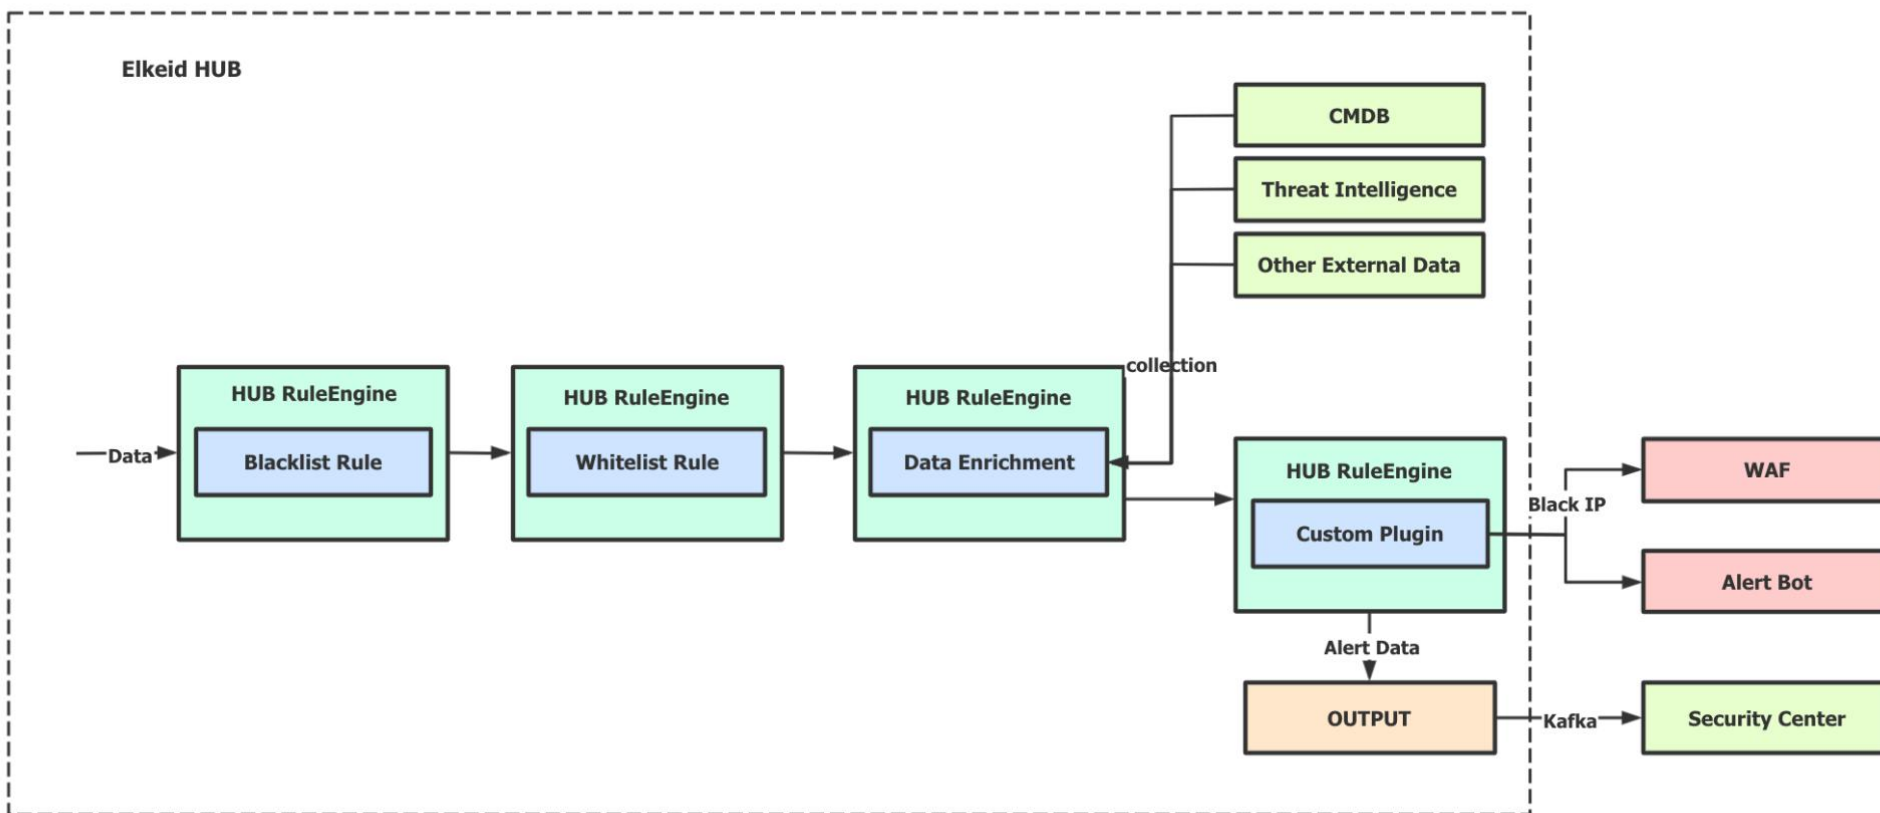 Elkeid HUB
CMDB
Threat Intelligence
Other External Data
collection
HUB RuleEngine
HUB RuleEngine
HUB RuleEngine
Data
Blacklist Rule
Whitelist Rule
Data Enrichment
HUB RuleEngine
Custom Plugin
Black IP
WAF
Alert Bot
Alert Data
OUTPUT
Kafka
Security Center